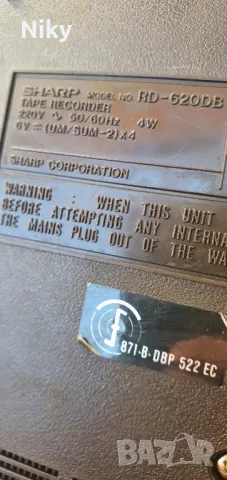 Niky
SHARP MODEL NO RD-620DB
TAPE RECORDER
220V ∿ 50/60Hz 4W
6V ⎓ (UM/SUM-2)x4
SHARP CORPORATION
WARNING : WHEN THIS UNIT
BEFORE ATTEMPTING ANY INTERNA
THE MAINS PLUG OUT OF THE WA
871-B-DBP 522 EC
bazar.bg